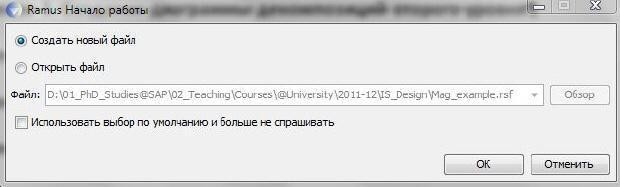 Ramus Начало работы
Создать новый файл
Открыть файл
Файл: D:\01_PhD_Studies@SAP\02_Teaching\Courses\@University\2011-12\IS_Design\Mag_example.rsf Обзор
Использовать выбор по умолчанию и больше не спрашивать
OK Отменить